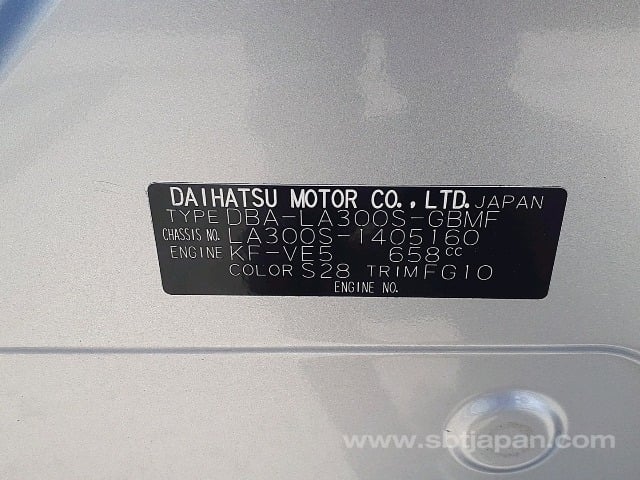 DAIHATSU MOTOR CO., LTD. JAPAN
TYPE DBA-LA300S-GBMF
CHASSIS NO. LA300S-1405160
ENGINE KF-VE5 658cc
COLOR S28 TRIM FG10
ENGINE NO.
www.sbtjapan.com